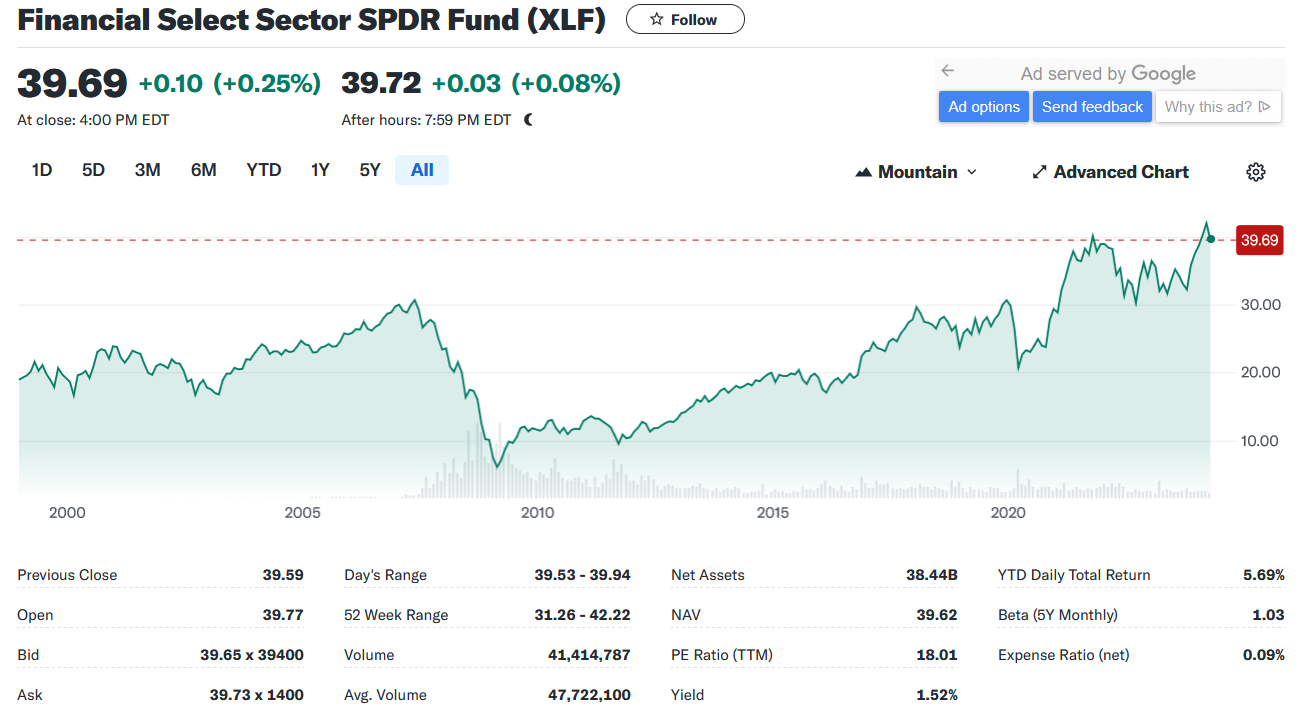 Financial Select Sector SPDR Fund (XLF) Follow
39.69 +0.10 (+0.25%) 39.72 +0.03 (+0.08%)
At close: 4:00 PM EDT After hours: 7:59 PM EDT
Ad served by Google
Ad options Send feedback Why this ad?
1D 5D 3M 6M YTD 1Y 5Y All Mountain Advanced Chart
39.69
30.00
20.00
10.00
2000 2005 2010 2015 2020
Previous Close 39.59 Day's Range 39.53 - 39.94 Net Assets 38.44B YTD Daily Total Return 5.69%
Open 39.77 52 Week Range 31.26 - 42.22 NAV 39.62 Beta (5Y Monthly) 1.03
Bid 39.65 x 39400 Volume 41,414,787 PE Ratio (TTM) 18.01 Expense Ratio (net) 0.09%
Ask 39.73 x 1400 Avg. Volume 47,722,100 Yield 1.52%